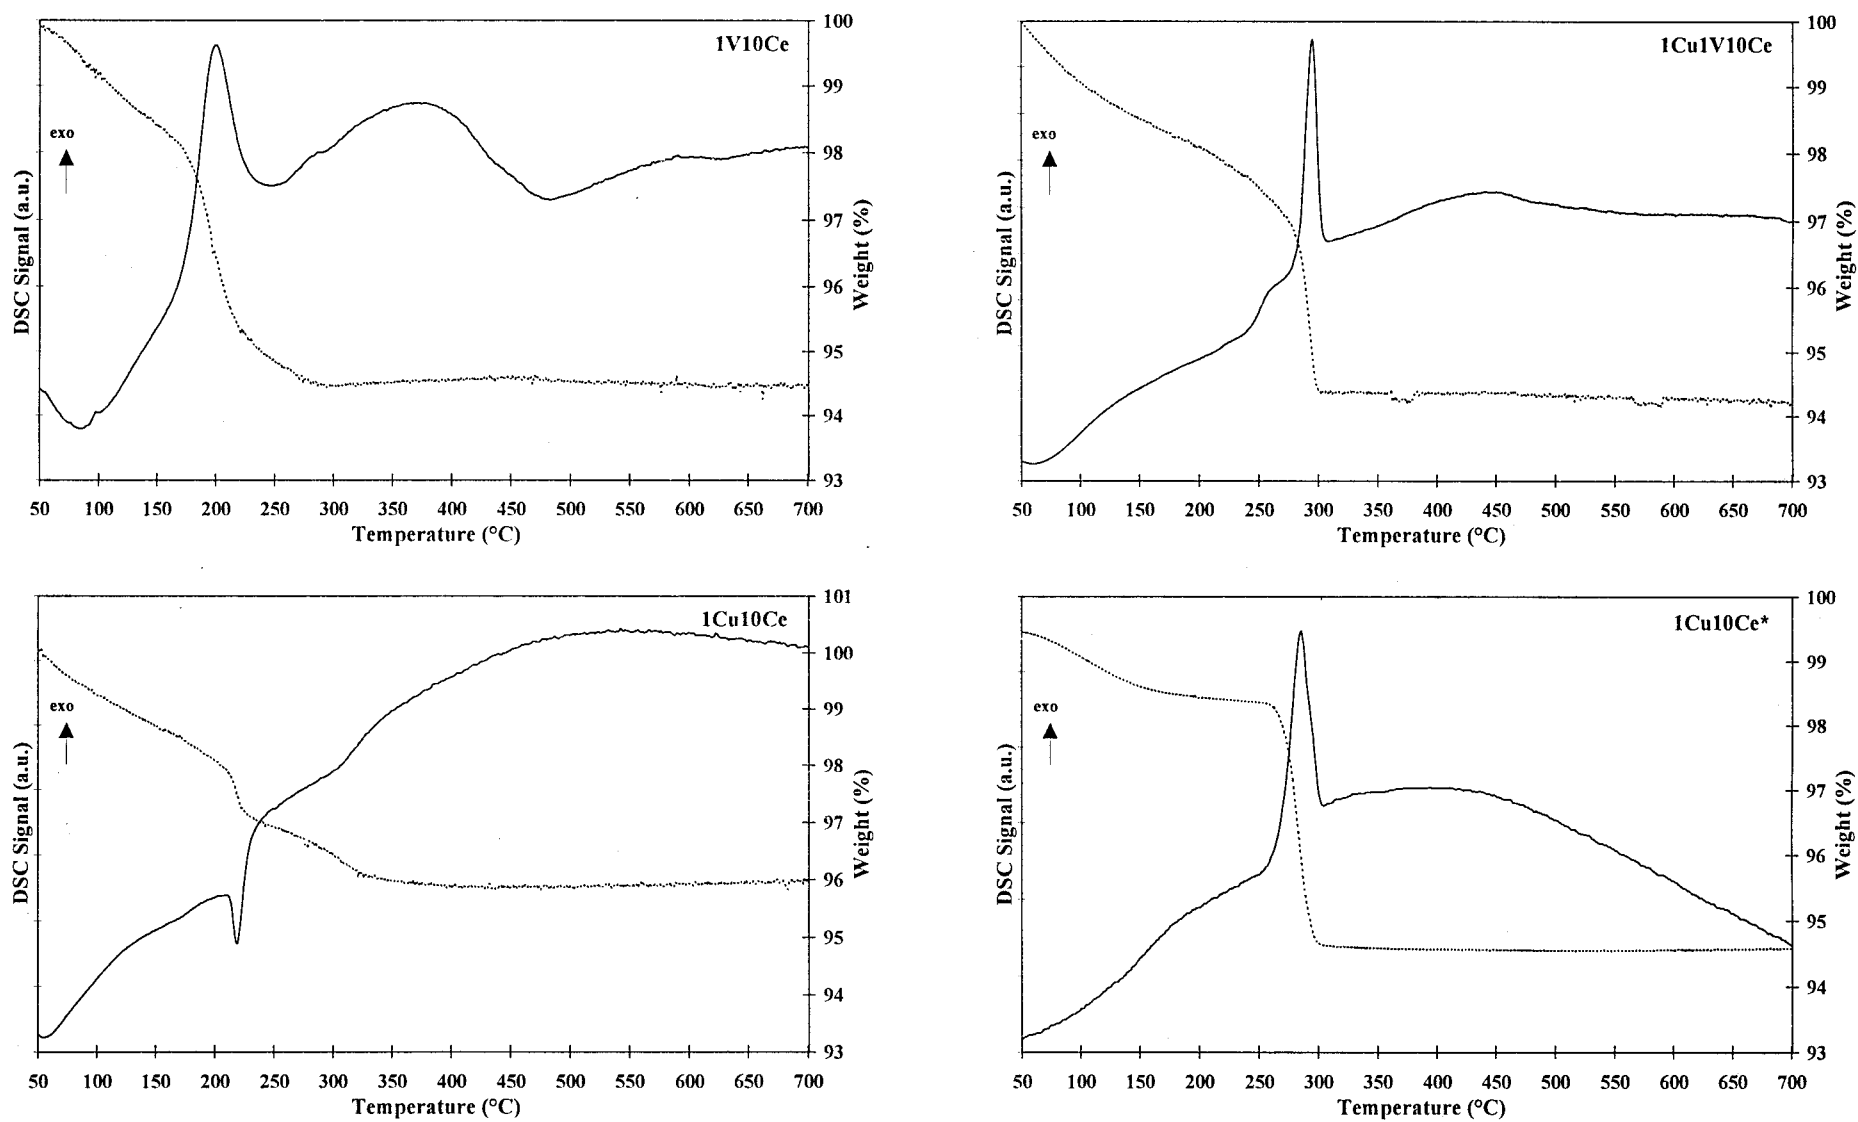 1V10Ce
exo
DSC Signal (a.u.)
100
99
98
97
96
95
94
93
Weight (%)
50 100 150 200 250 300 350 400 450 500 550 600 650 700
Temperature (°C)
1Cu1V10Ce
exo
DSC Signal (a.u.)
100
99
98
97
96
95
94
93
Weight (%)
50 100 150 200 250 300 350 400 450 500 550 600 650 700
Temperature (°C)
1Cu10Ce
exo
DSC Signal (a.u.)
101
100
99
98
97
96
95
94
93
Weight (%)
50 100 150 200 250 300 350 400 450 500 550 600 650 700
Temperature (°C)
1Cu10Ce*
exo
DSC Signal (a.u.)
100
99
98
97
96
95
94
93
Weight (%)
50 100 150 200 250 300 350 400 450 500 550 600 650 700
Temperature (°C)